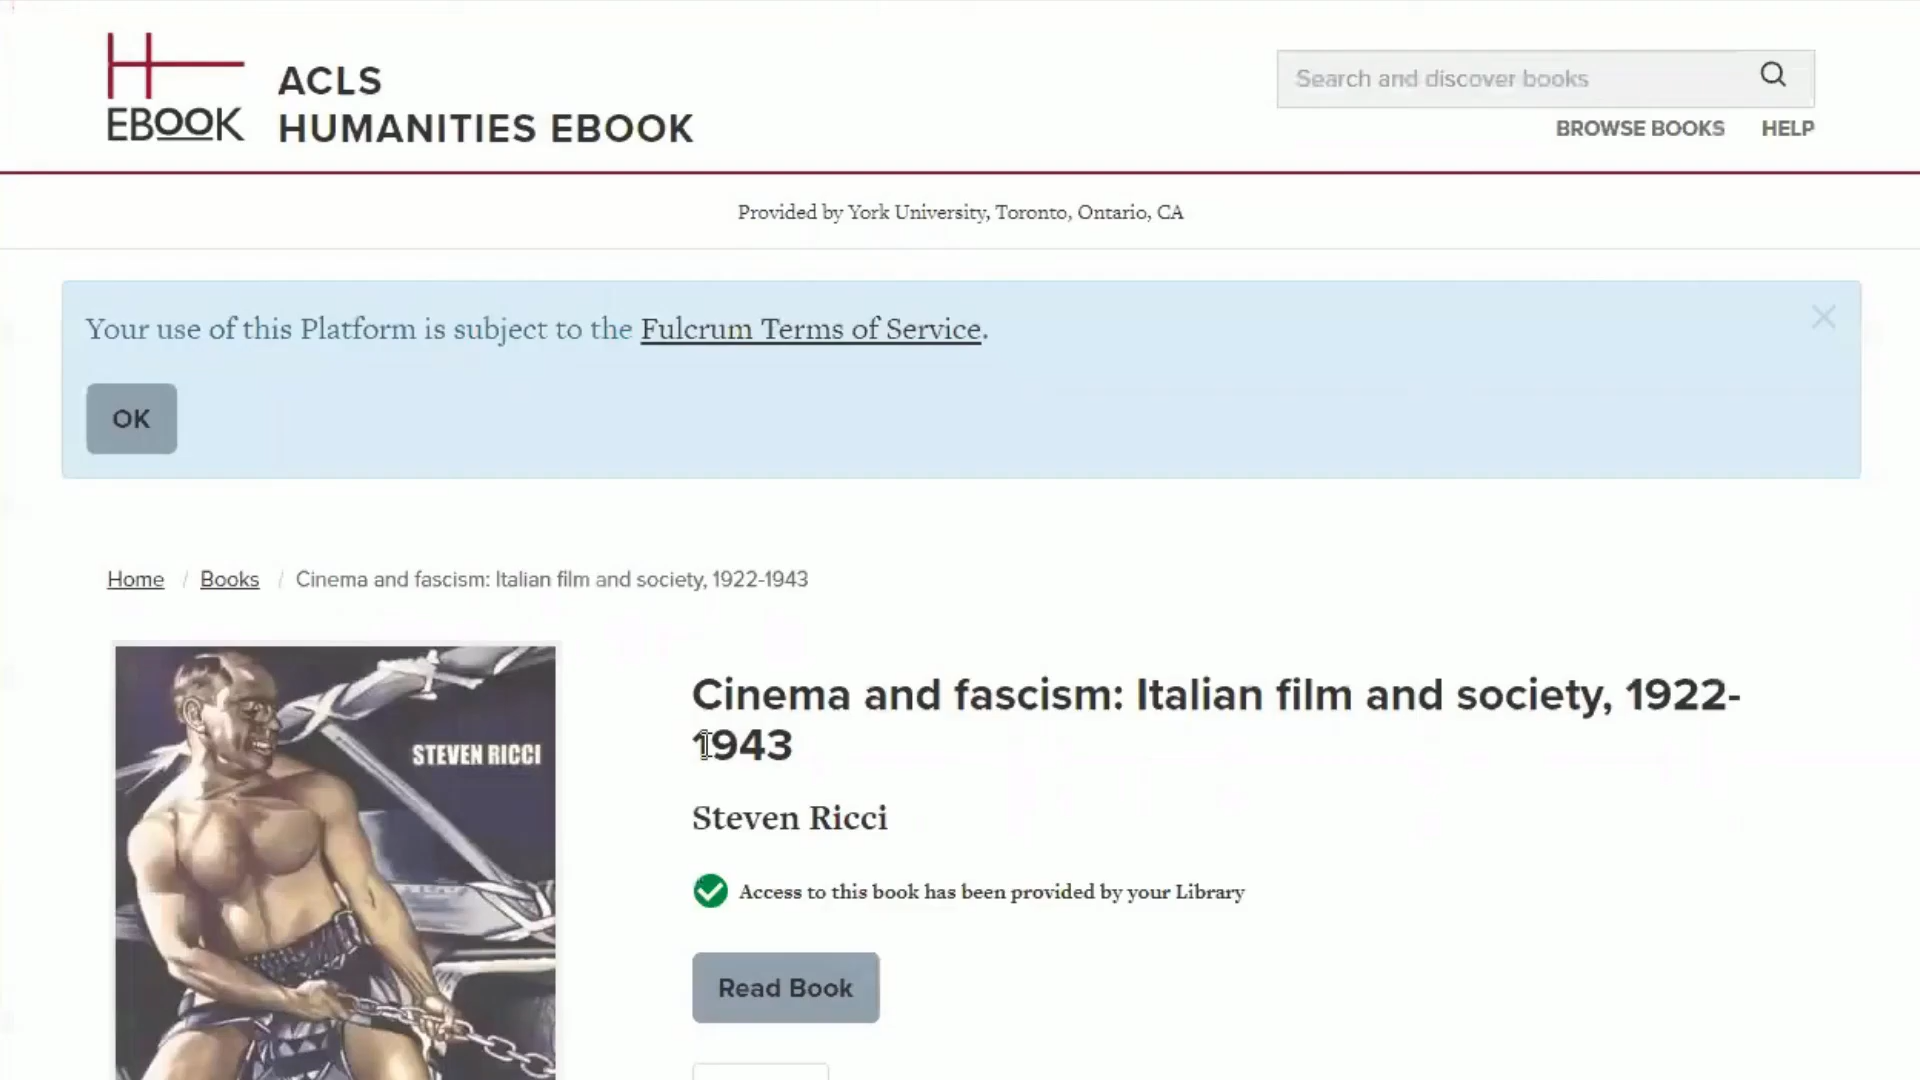 EBOOK
ACLS
HUMANITIES EBOOK
Search and discover books
BROWSE BOOKS HELP
Provided by York University, Toronto, Ontario, CA
Your use of this Platform is subject to the Fulcrum Terms of Service.
OK
Home / Books / Cinema and fascism: Italian film and society, 1922-1943
STEVEN RICCI
Cinema and fascism: Italian film and society, 1922-
1943
Steven Ricci
Access to this book has been provided by your Library
Read Book